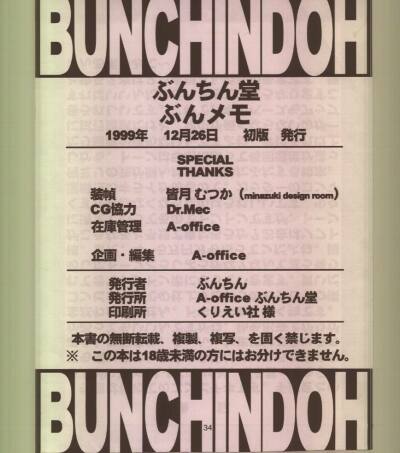 BUNCHINDOH
ぶんちん堂
ぶんメモ
1999年 12月26日 初版 発行
SPECIAL
THANKS
装幀 皆月 むつか（minazuki design room）
CG協力 Dr.Mec
在庫管理 A-office
企画・編集 A-office
発行者 ぶんちん
発行所 A-office ぶんちん堂
印刷所 くりえい社 様
本書の無断転載、複製、複写、を固く禁じます。
※ この本は18歳未満の方にはお分けできません。
BUNCHINDOH
34